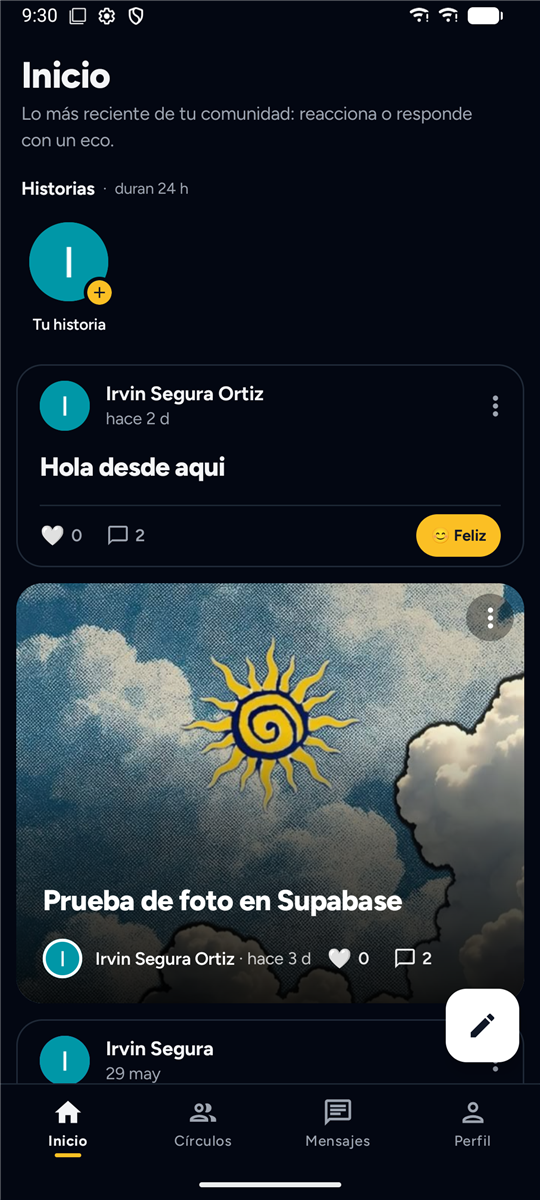 9:30
Inicio
Lo más reciente de tu comunidad: reacciona o responde
con un eco.
Historias · duran 24 h
I
Tu historia
I
Irvin Segura Ortiz
hace 2 d
Hola desde aqui
0 2 Feliz
Prueba de foto en Supabase
I Irvin Segura Ortiz · hace 3 d 0 2
I
Irvin Segura
29 may
Inicio Círculos Mensajes Perfil